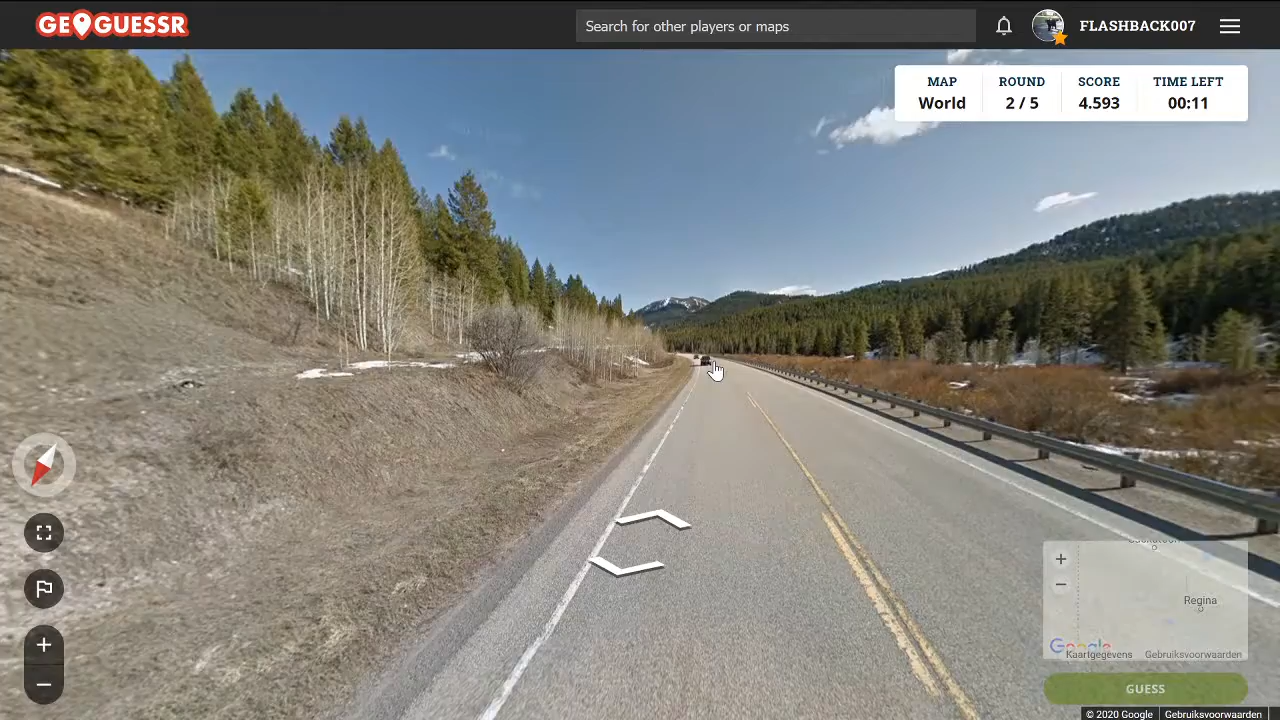 GEOGUESSR
Search for other players or maps
FLASHBACK007
MAP ROUND SCORE TIME LEFT
World 2 / 5 4.593 00:11
+
−
+
−
Regina
Google
Kaartgegevens Gebruiksvoorwaarden
GUESS
© 2020 Google Gebruiksvoorwaarden